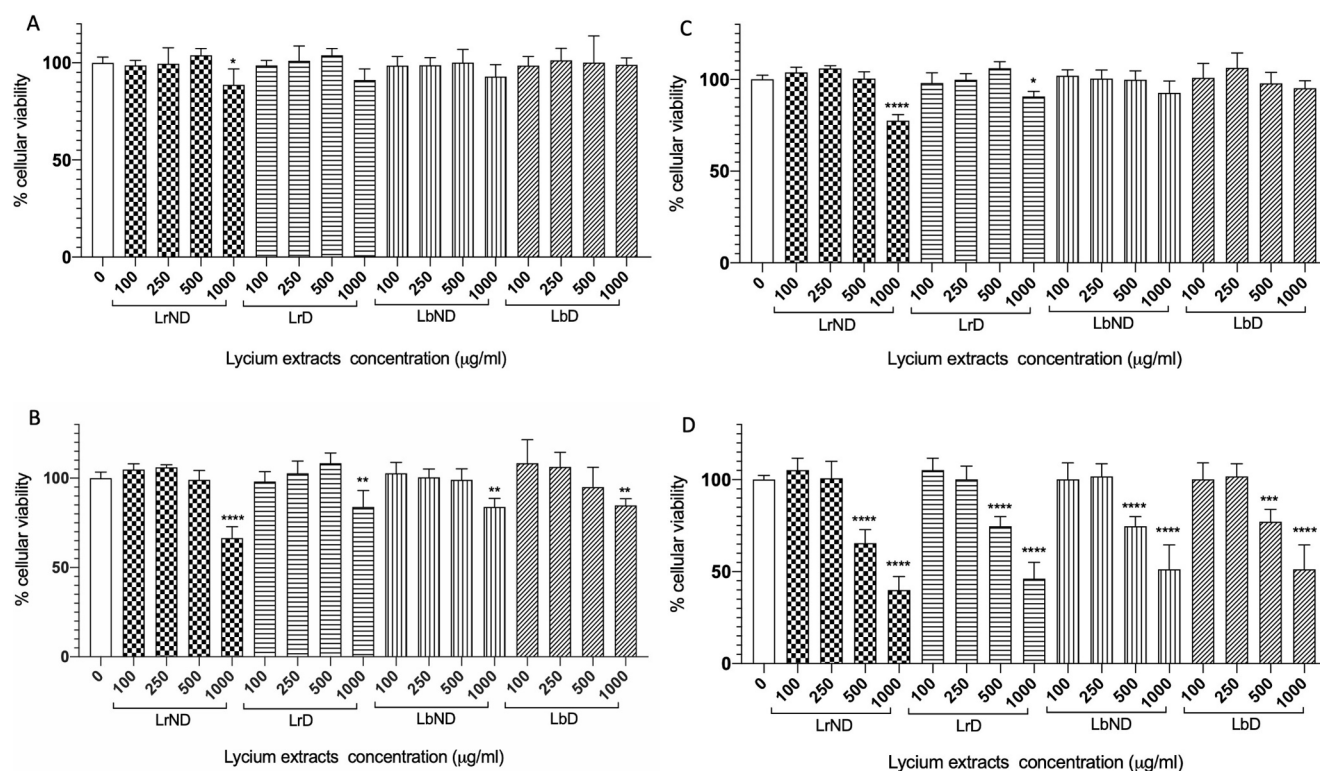 A
% cellular viability
100
50
0
* 
0 100 250 500 1000 100 250 500 1000 100 250 500 1000 100 250 500 1000
LrND LrD LbND LbD
Lycium extracts concentration (μg/ml)
C
% cellular viability
100
50
0
**** *
0 100 250 500 1000 100 250 500 1000 100 250 500 1000 100 250 500 1000
LrND LrD LbND LbD
Lycium extracts concentration (μg/ml)
B
% cellular viability
100
50
0
**** ** ** **
0 100 250 500 1000 100 250 500 1000 100 250 500 1000 100 250 500 1000
LrND LrD LbND LbD
Lycium extracts concentration (μg/ml)
D
% cellular viability
100
50
0
**** **** **** **** **** **** *** ****
0 100 250 500 1000 100 250 500 1000 100 250 500 1000 100 250 500 1000
LrND LrD LbND LbD
Lycium extracts concentration (μg/ml)